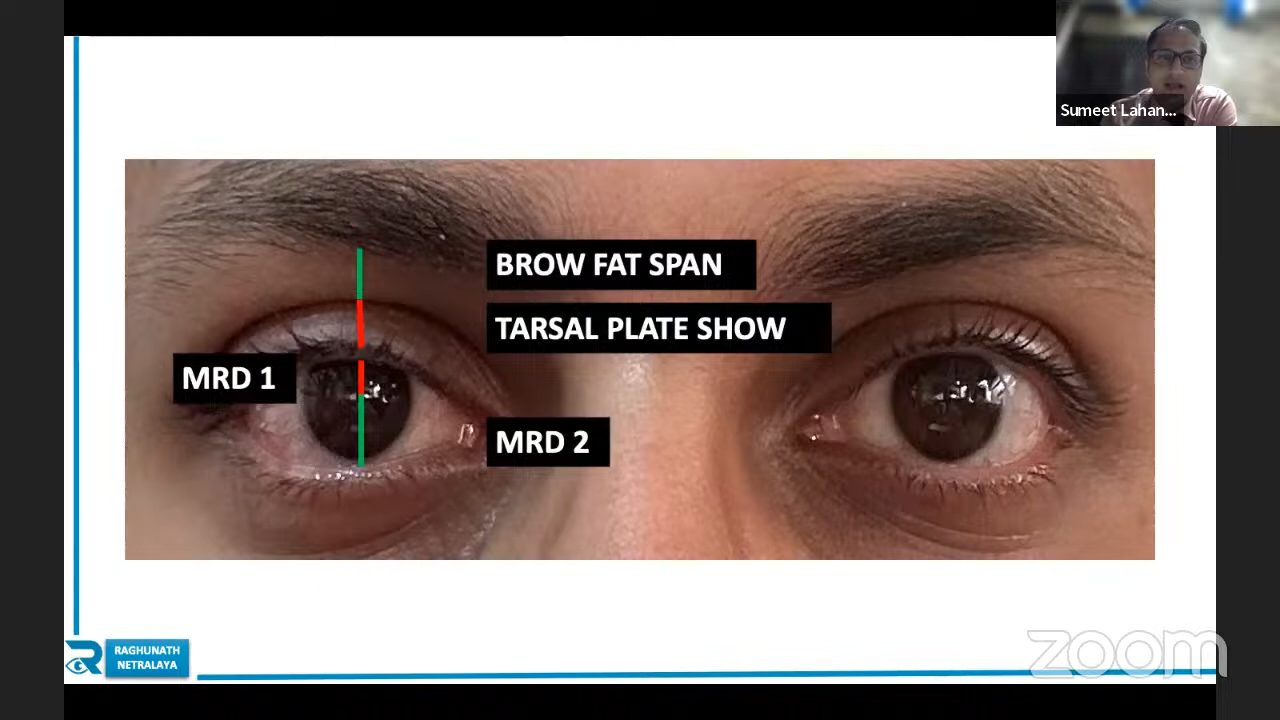 Sumeet Lahan...
BROW FAT SPAN
TARSAL PLATE SHOW
MRD 1
MRD 2
RAGHUNATH
NETRALAYA
zoom